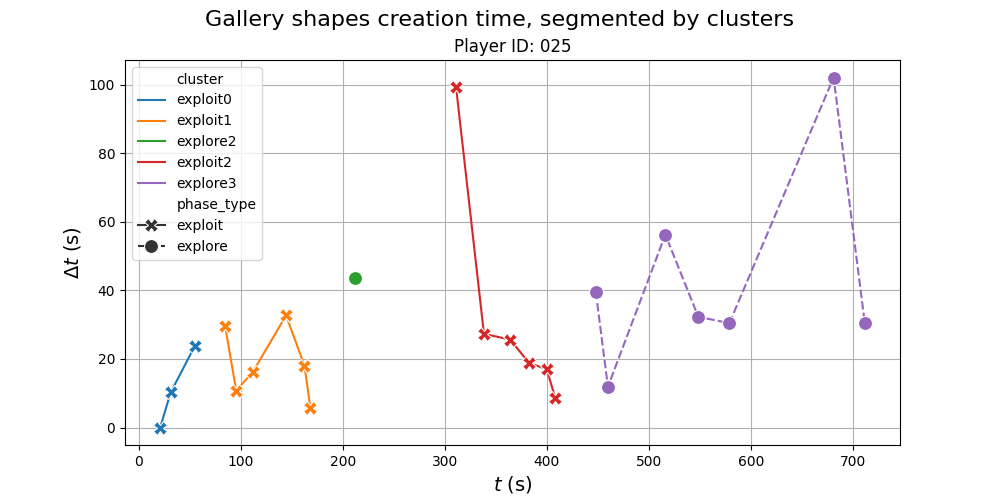 Gallery shapes creation time, segmented by clusters
Player ID: 025
cluster
exploit0
exploit1
explore2
exploit2
explore3
phase_type
exploit
explore
Δt (s)
100
80
60
40
20
0
0 100 200 300 400 500 600 700
t (s)